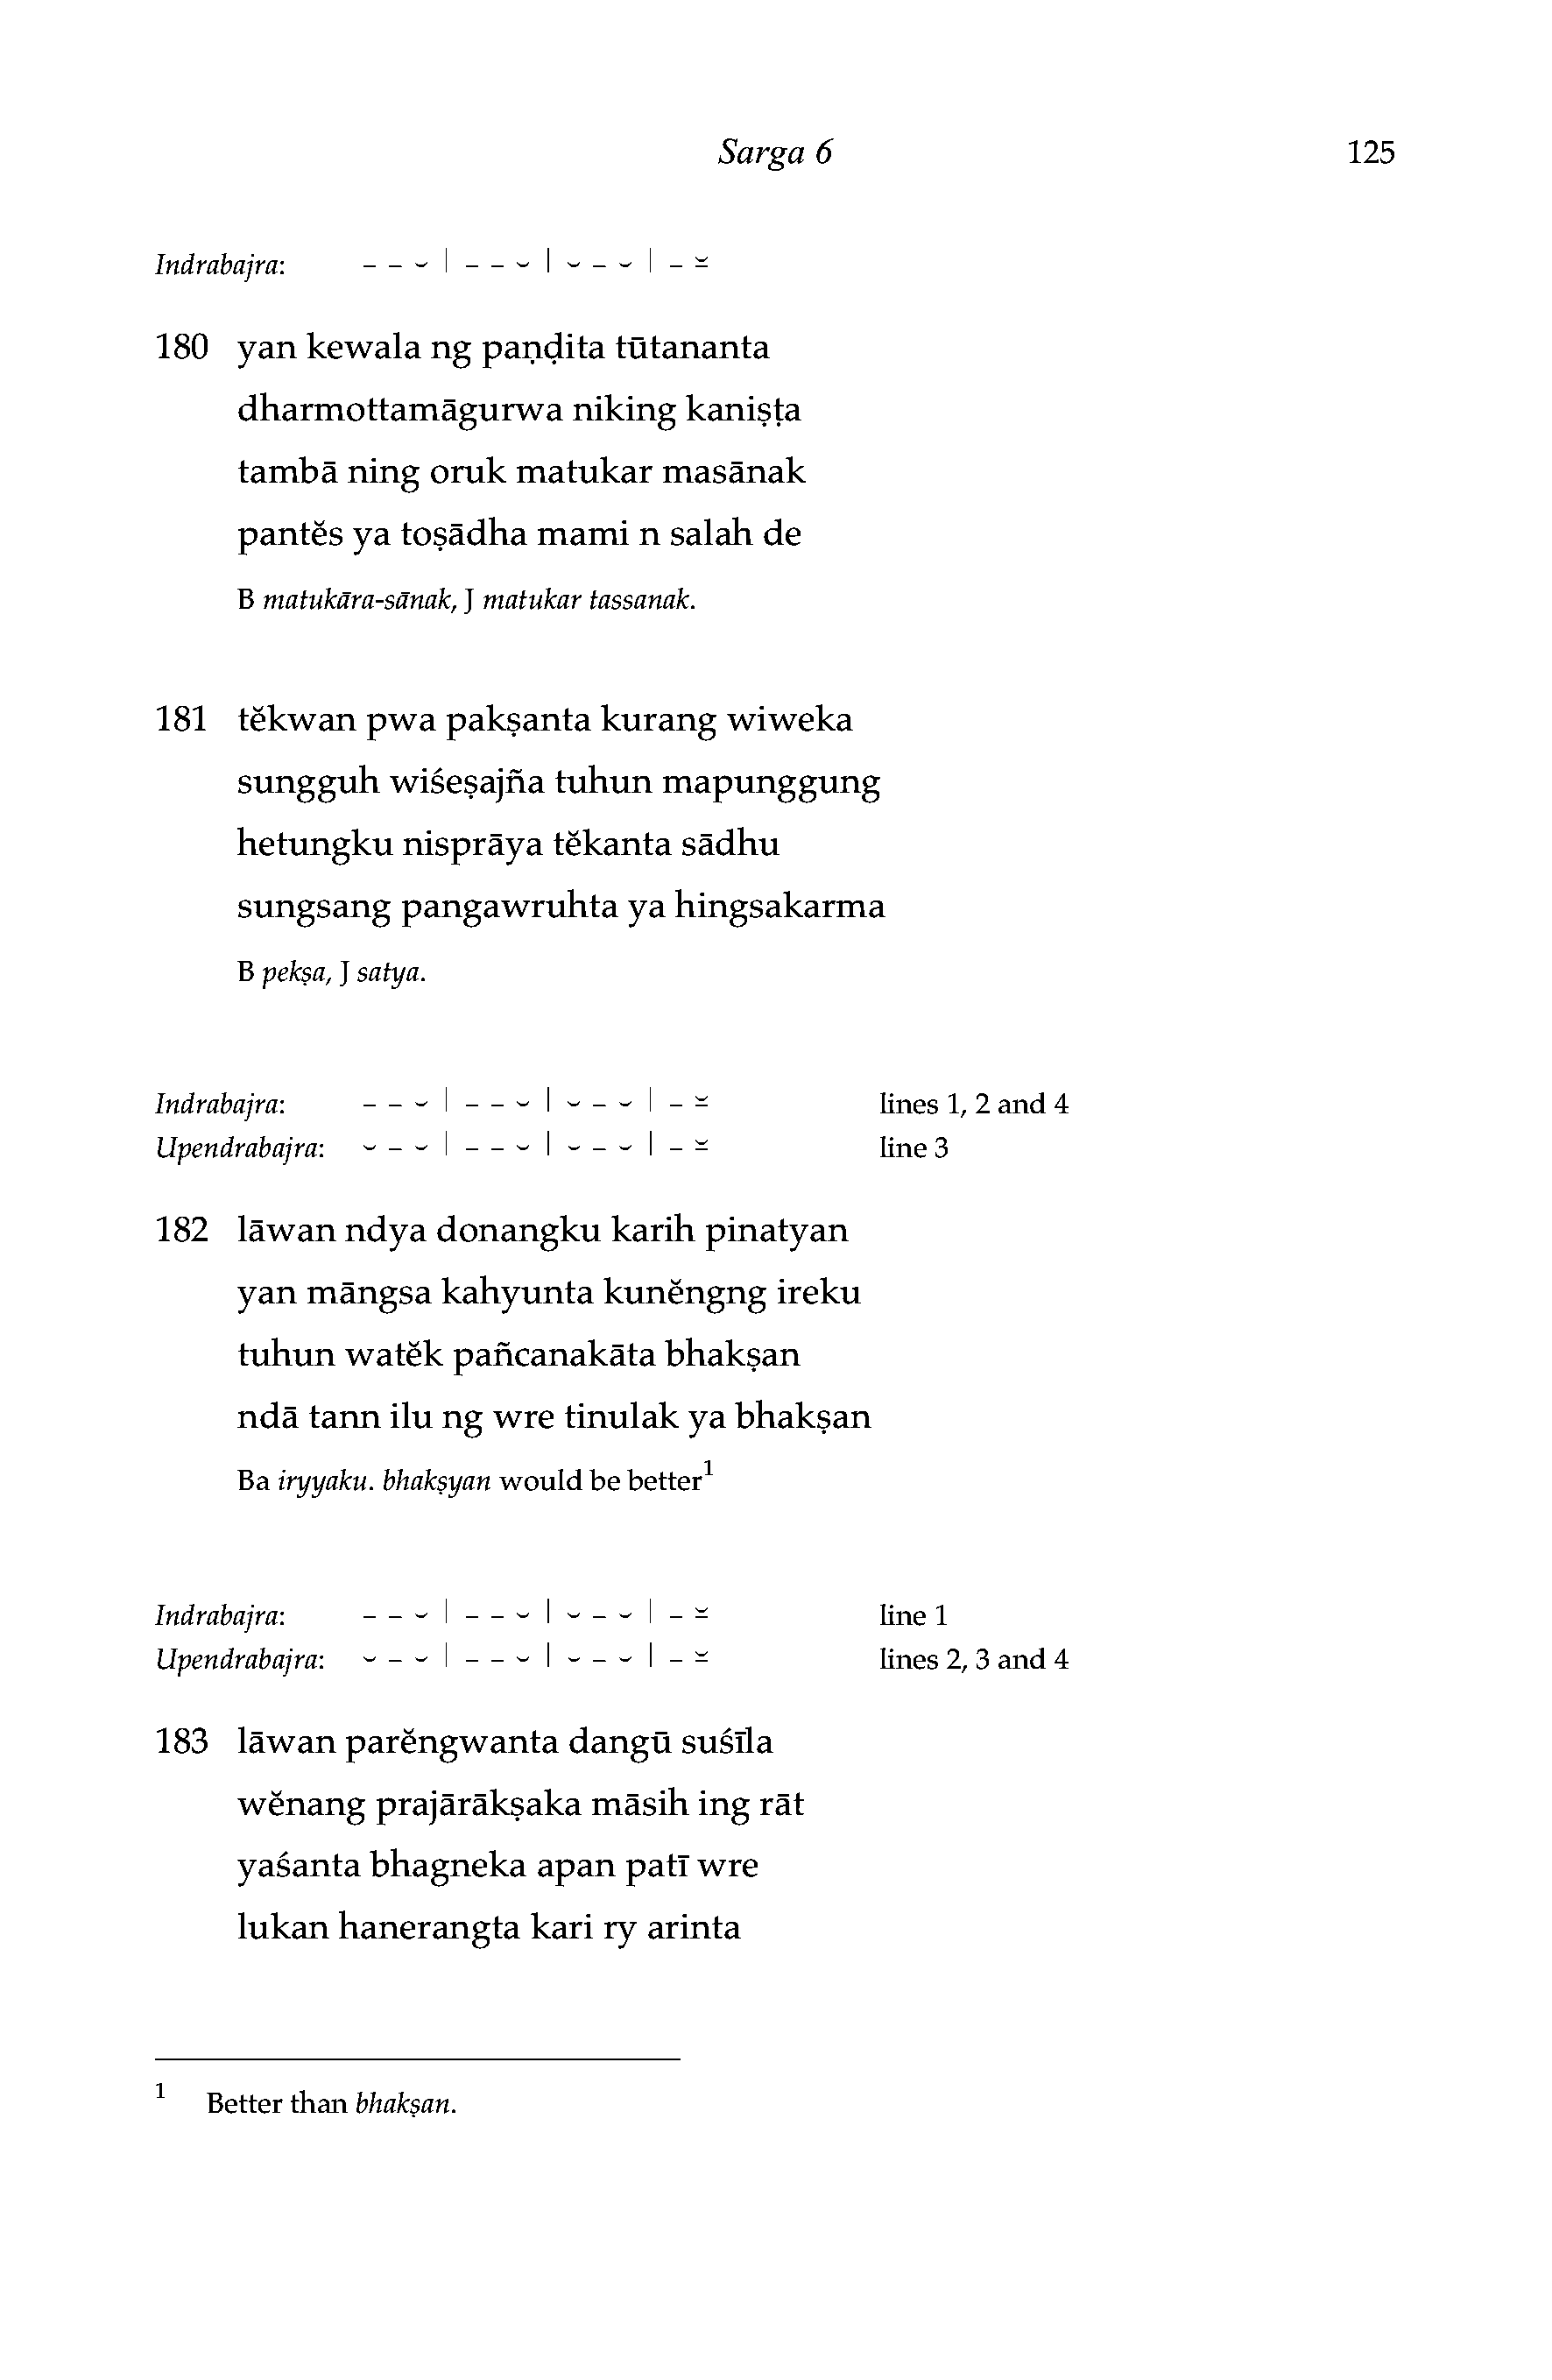 Sarga 6 125
Indrabajra: – – ⏑ | – – ⏑ | ⏑ – ⏑ | – ⏓
180 yan kewala ng paṇḍita tūtananta
dharmottamāgurwa niking kaniṣṭa
tambā ning oruk matukar masānak
pantĕs ya toṣādha mami n salah de
B matukāra-sānak, J matukar tassanak.
181 tĕkwan pwa pakṣanta kurang wiweka
sungguh wiśeṣajña tuhun mapunggung
hetungku nisprāya tĕkanta sādhu
sungsang pangawruhta ya hingsakarma
B pekṣa, J satya.
Indrabajra: – – ⏑ | – – ⏑ | ⏑ – ⏑ | – ⏓ lines 1, 2 and 4
Upendrabajra: ⏑ – ⏑ | – – ⏑ | ⏑ – ⏑ | – ⏓ line 3
182 lāwan ndya donangku karih pinatyan
yan māngsa kahyunta kunĕngng ireku
tuhun watĕk pañcanakāta bhakṣan
ndā tann ilu ng wre tinulak ya bhakṣan
Ba iryyaku. bhakṣyan would be better¹
Indrabajra: – – ⏑ | – – ⏑ | ⏑ – ⏑ | – ⏓ line 1
Upendrabajra: ⏑ – ⏑ | – – ⏑ | ⏑ – ⏑ | – ⏓ lines 2, 3 and 4
183 lāwan parĕngwanta dangū suśīla
wĕnang prajārākṣaka māsih ing rāt
yaśanta bhagneka apan patī wre
lukan hanerangta kari ry arinta
¹ Better than bhakṣan.